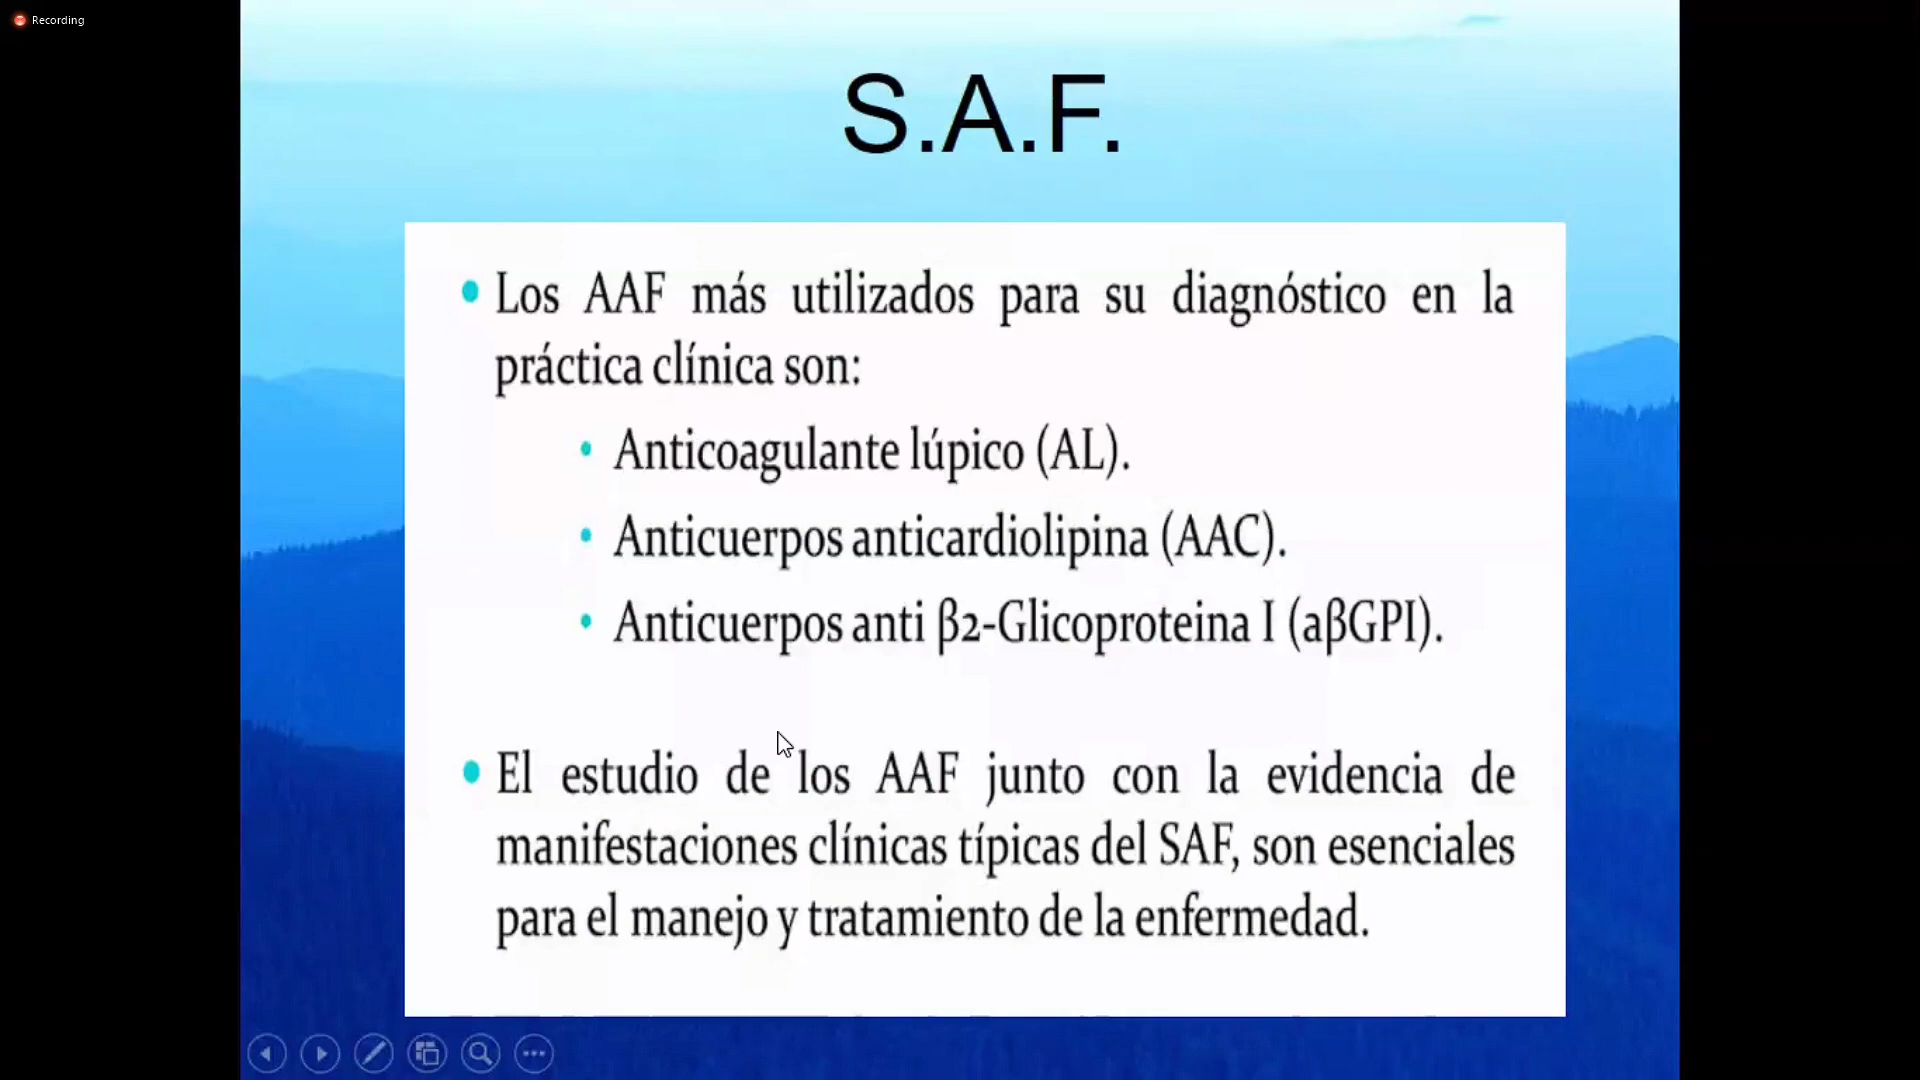 Recording
S.A.F.
• Los AAF más utilizados para su diagnóstico en la
práctica clínica son:
• Anticoagulante lúpico (AL).
• Anticuerpos anticardiolipina (AAC).
• Anticuerpos anti β2-Glicoproteina I (aβGPI).
• El estudio de los AAF junto con la evidencia de
manifestaciones clínicas típicas del SAF, son esenciales
para el manejo y tratamiento de la enfermedad.